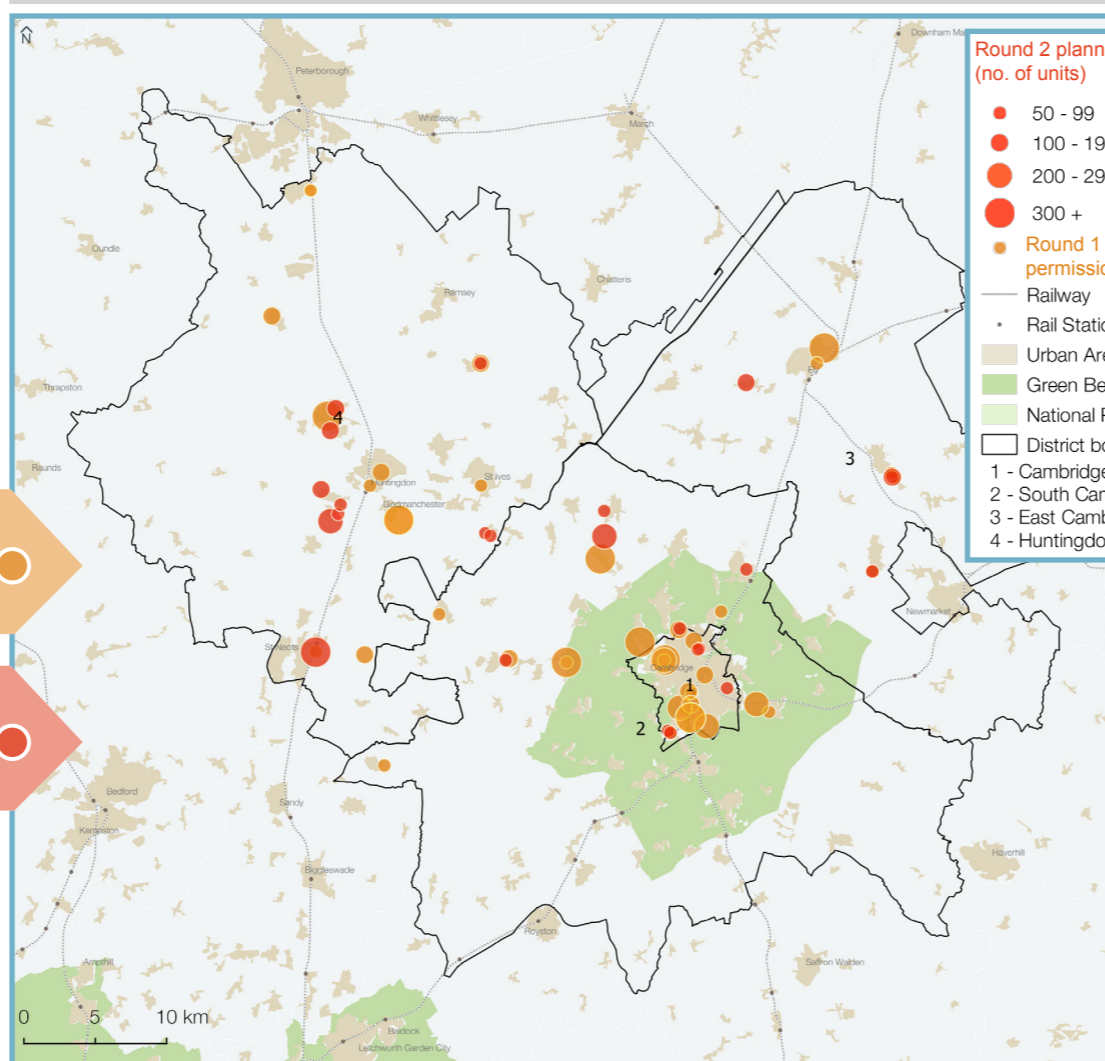 N
Downham Ma
Peterborough
Whittlesey
March
Oundle
Ramsey
Chatteris
Thrapston
Ely
4
3
Raunds
Huntingdon
St Ives
Godmanchester
Newmarket
St Neots
Cambridge
1
2
Bedford
Kempston
Sandy
Biggleswade
Haverhill
Royston
Saffron Walden
Ampthill
0 5 10 km
Baldock
Letchworth Garden City
Round 2 plann
(no. of units)
50 - 99
100 - 19
200 - 29
300 +
Round 1
permissio
Railway
Rail Statio
Urban Are
Green Be
National P
District bo
1 - Cambridge
2 - South Cam
3 - East Camb
4 - Huntingdo